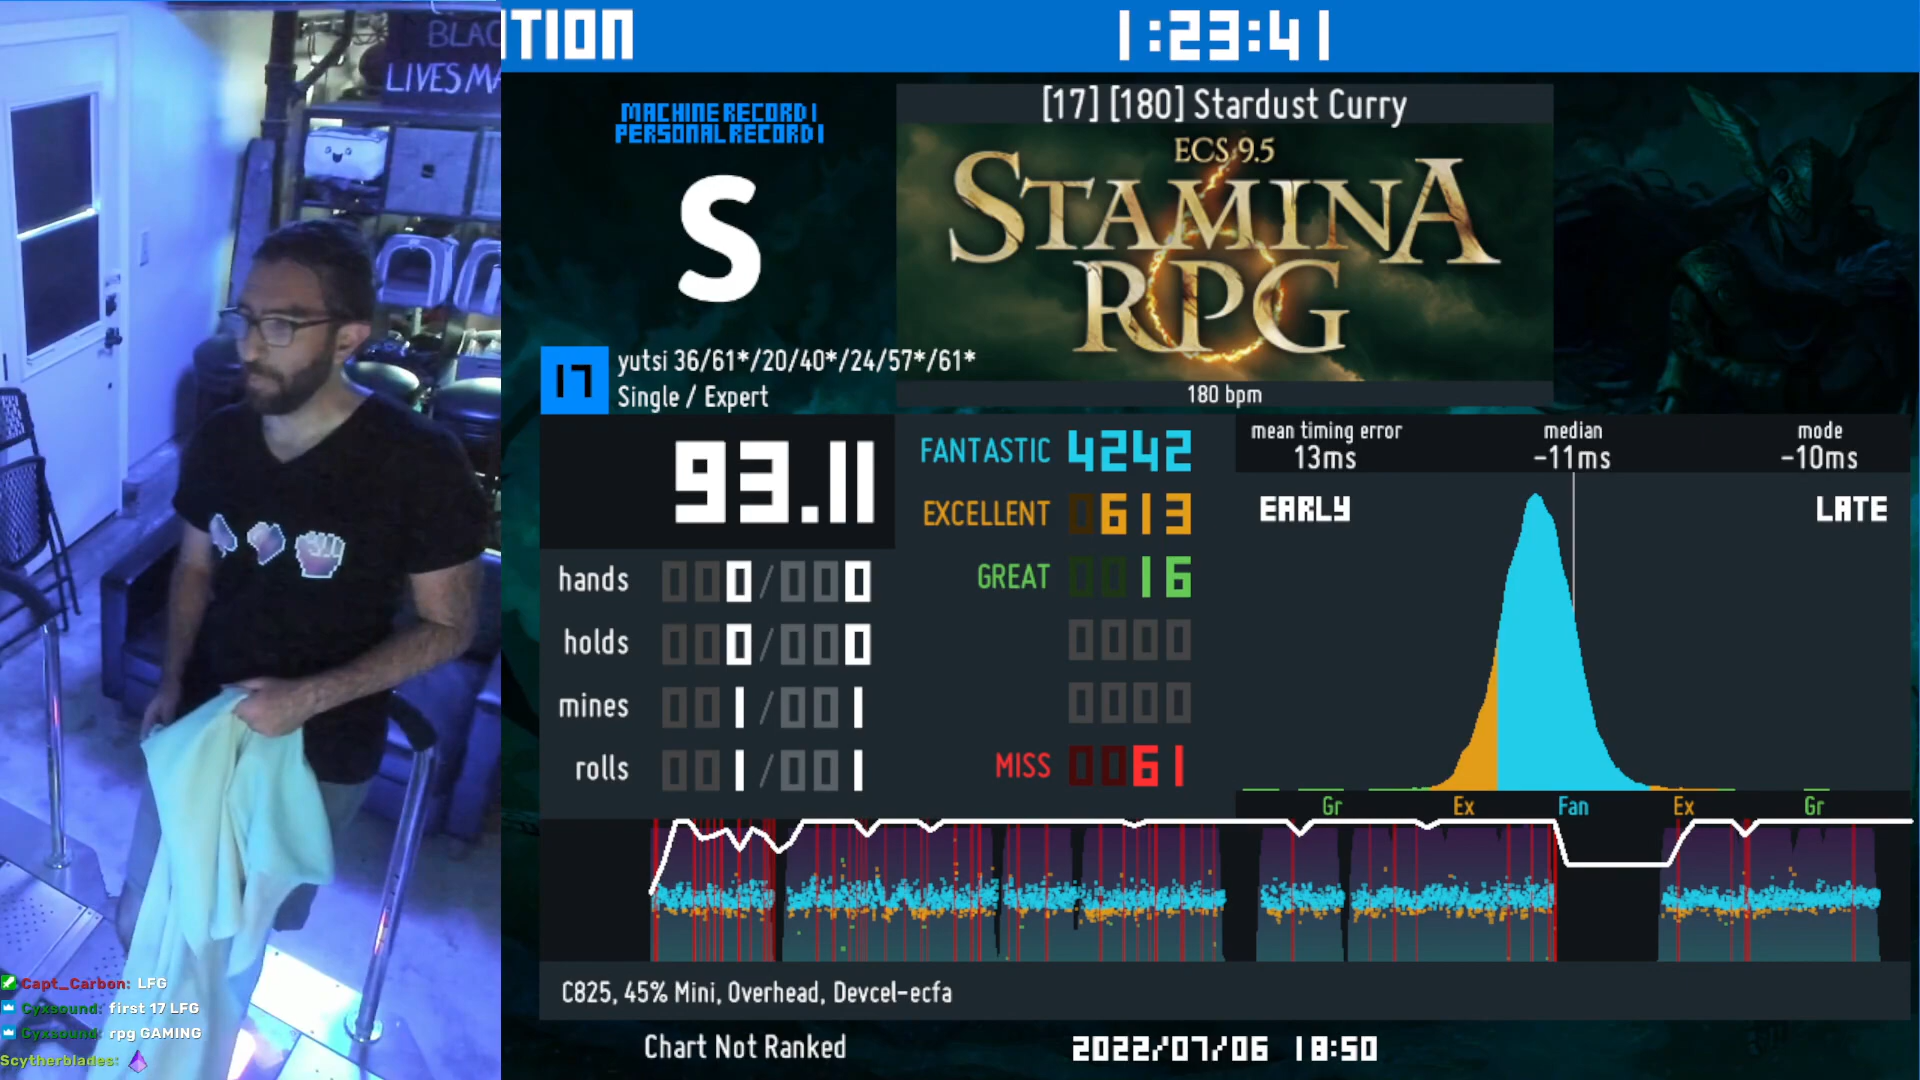 BLAC
LIVES MA
TION
1:23:41
MACHINE RECORD 1
PERSONAL RECORD 1
S
[17] [180] Stardust Curry
ECS 9.5
STAMINA
RPG
180 bpm
17
yutsi 36/61*/20/40*/24/57*/61*
Single / Expert
93.11
hands 000/000
holds 000/000
mines 001/001
rolls 001/001
FANTASTIC 4242
EXCELLENT 0613
GREAT 0016
0000
0000
MISS 0061
mean timing error
13ms
median
-11ms
mode
-10ms
EARLY
LATE
Gr Ex Fan Ex Gr
C825, 45% Mini, Overhead, Devcel-ecfa
Chart Not Ranked
2022/07/06 18:50
Capt_Carbon: LFG
Cyxsound: first 17 LFG
Cyxsound: rpg GAMING
Scytherblades: